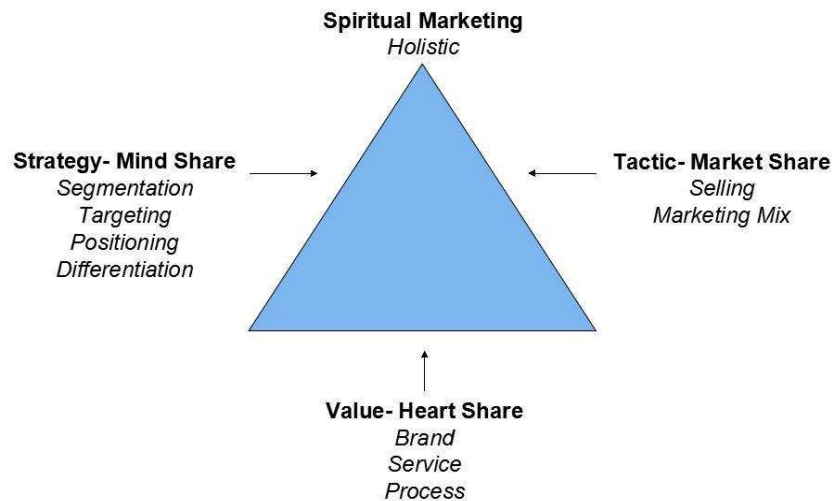 Spiritual Marketing
Holistic
Strategy- Mind Share
Segmentation
Targeting
Positioning
Differentiation
Tactic- Market Share
Selling
Marketing Mix
Value- Heart Share
Brand
Service
Process